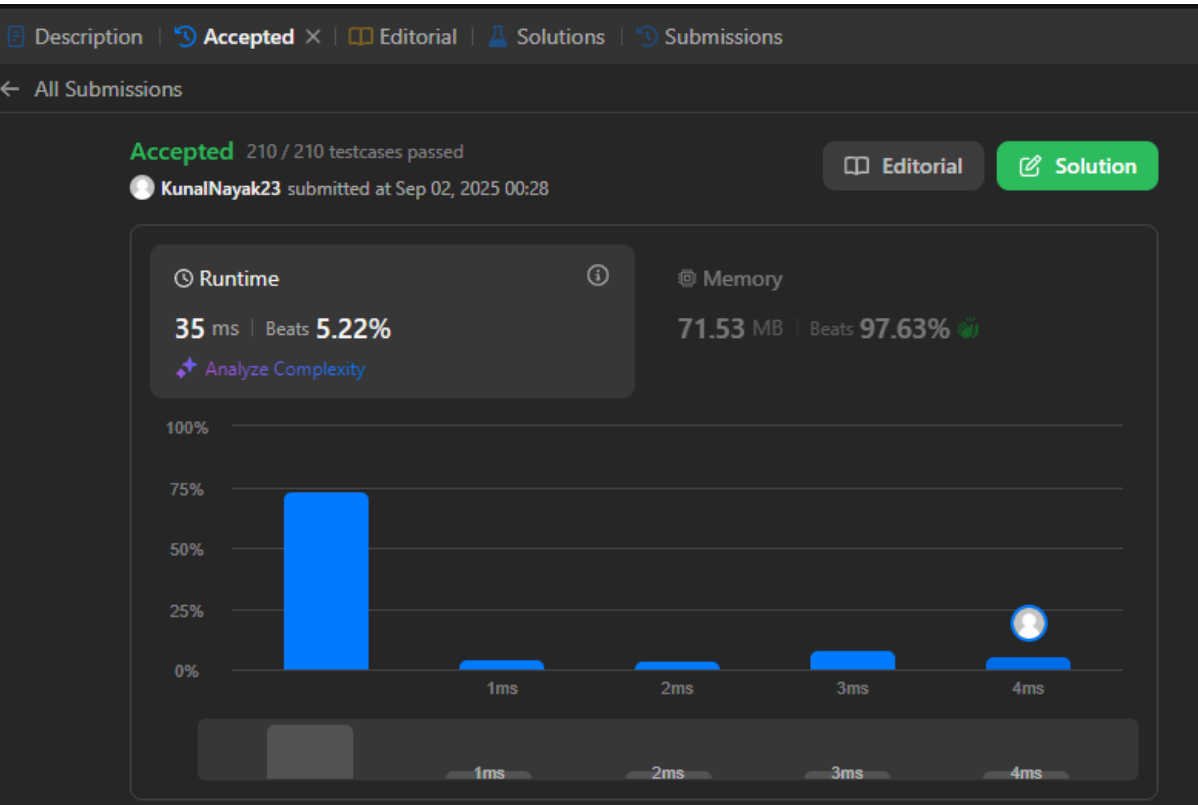 Description | Accepted × | Editorial | Solutions | Submissions
← All Submissions
Accepted 210 / 210 testcases passed
Editorial Solution
KunalNayak23 submitted at Sep 02, 2025 00:28
Runtime Memory
35 ms | Beats 5.22% 71.53 MB | Beats 97.63%
Analyze Complexity
100%
75%
50%
25%
0%
1ms 2ms 3ms 4ms
1ms 2ms 3ms 4ms